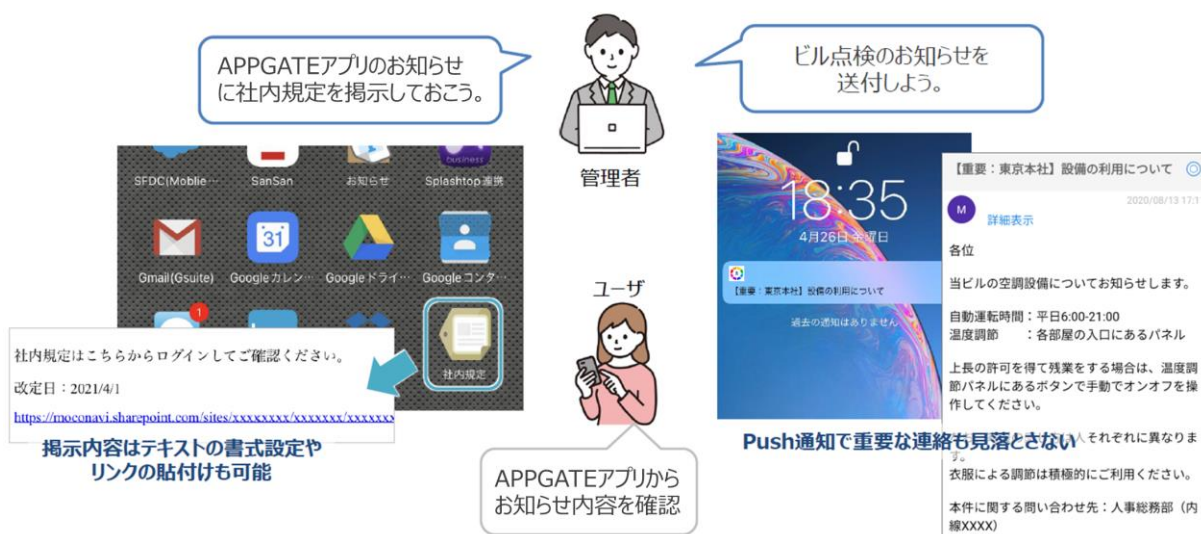 APPGATEアプリのお知らせ
に社内規定を掲示しておこう。
ビル点検のお知らせを
送付しよう。
管理者
SFDC(Moblie…
SanSan
お知らせ
business
Splashtop連携
31
Gmail(Gsuite)
Googleカレン…
Googleドライ…
Googleコンタ…
1
社内規定
社内規定はこちらからログインしてご確認ください。
改定日：2021/4/1
https://moconavi.sharepoint.com/sites/xxxxxxxx/xxxxxxx/xxxxxxx
掲示内容はテキストの書式設定や
リンクの貼付けも可能
ユーザ
APPGATEアプリから
お知らせ内容を確認
18:35
4月26日 金曜日
【重要：東京本社】設備の利用について
過去の通知はありません
Push通知で重要な連絡も見落とさない
【重要：東京本社】設備の利用について
2020/08/13 17:1
M
詳細表示
各位
当ビルの空調設備についてお知らせします。
自動運転時間：平日6:00-21:00
温度調節　　：各部屋の入口にあるパネル
上長の許可を得て残業をする場合は、温度調
節パネルにあるボタンで手動でオンオフを操
作してください。
人それぞれに異なりま
す。
衣服による調節は積極的にご利用ください。
本件に関する問い合わせ先：人事総務部（内
線XXXX）